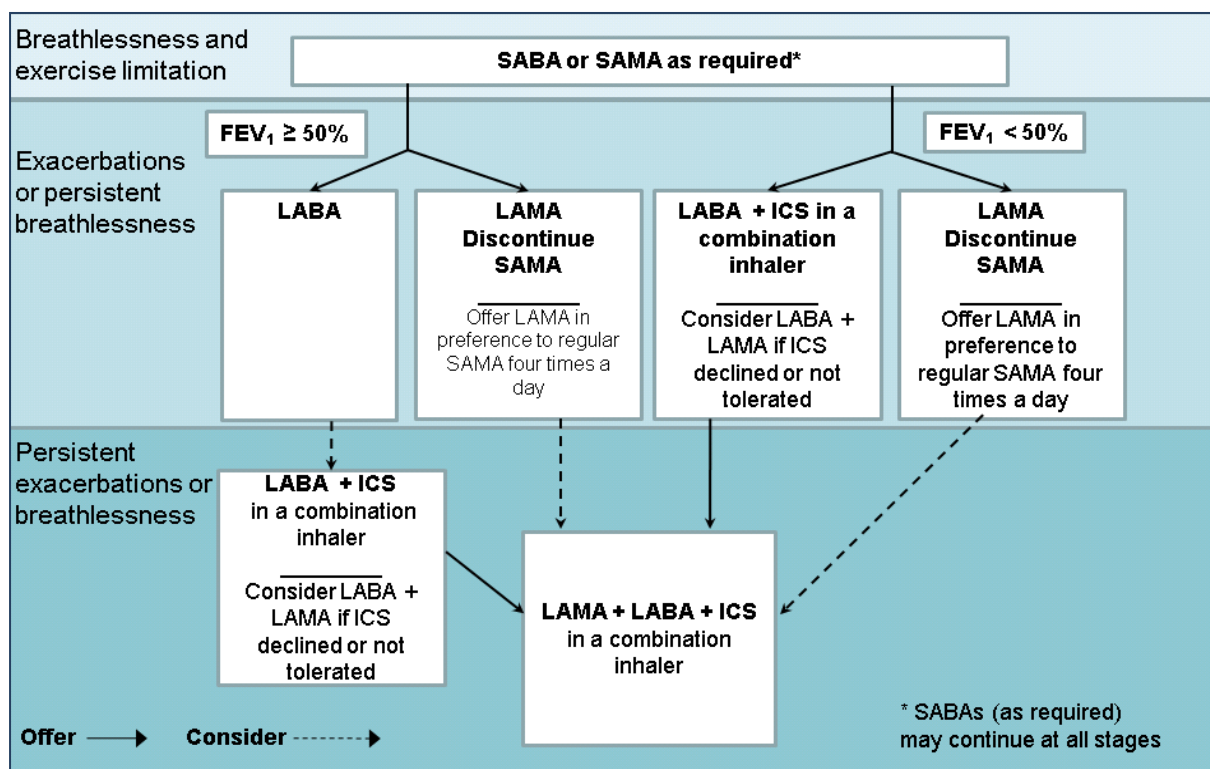 Breathlessness and
exercise limitation
SABA or SAMA as required*
FEV₁ ≥ 50%
FEV₁ < 50%
Exacerbations
or persistent
breathlessness
LABA
LAMA
Discontinue
SAMA
Offer LAMA in
preference to regular
SAMA four times a
day
LABA + ICS in a
combination
inhaler
Consider LABA +
LAMA if ICS
declined or not
tolerated
LAMA
Discontinue
SAMA
Offer LAMA in
preference to
regular SAMA four
times a day
Persistent
exacerbations or
breathlessness
LABA + ICS
in a combination
inhaler
Consider LABA +
LAMA if ICS
declined or not
tolerated
LAMA + LABA + ICS
in a combination
inhaler
Offer
Consider
* SABAs (as required)
may continue at all stages